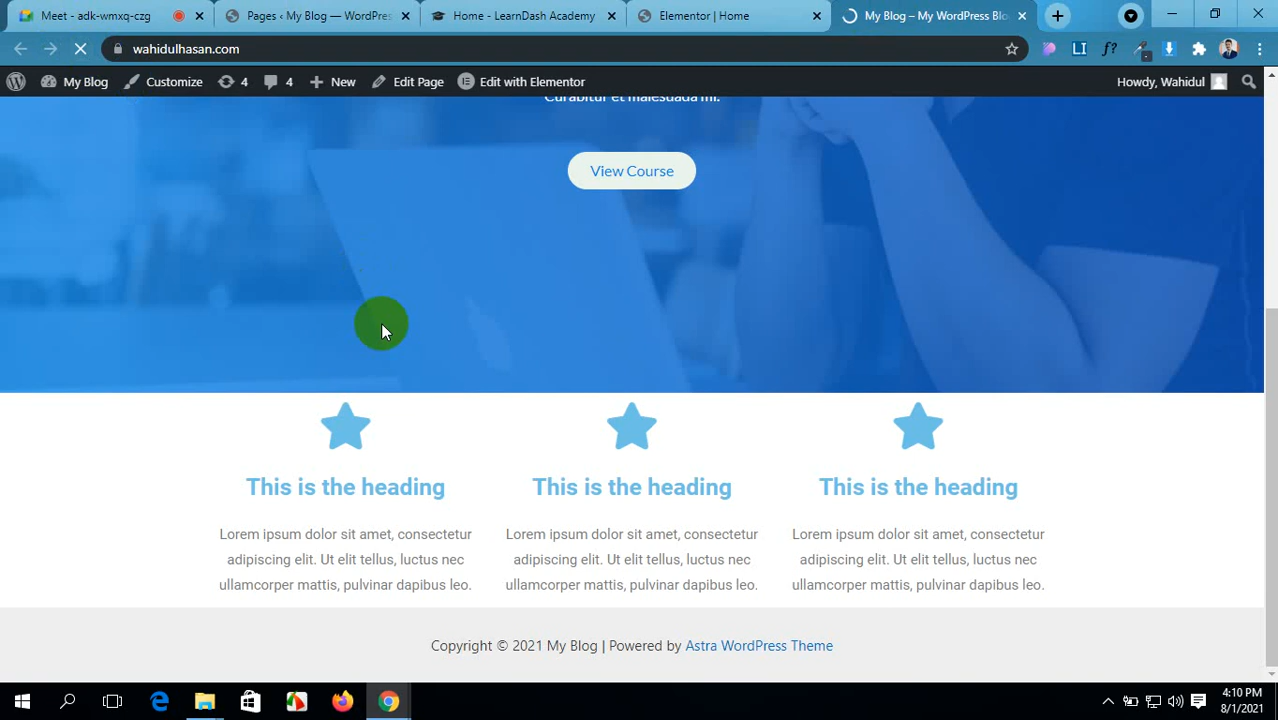 Meet - adk-wmxq-czg
Pages ‹ My Blog — WordPres
Home - LearnDash Academy
Elementor | Home
My Blog – My WordPress Blo
wahidulhasan.com
My Blog
Customize
4
4
New
Edit Page
Edit with Elementor
Howdy, Wahidul
Curabitur et malesuada mi.
View Course
This is the heading
This is the heading
This is the heading
Lorem ipsum dolor sit amet, consectetur
adipiscing elit. Ut elit tellus, luctus nec
ullamcorper mattis, pulvinar dapibus leo.
Lorem ipsum dolor sit amet, consectetur
adipiscing elit. Ut elit tellus, luctus nec
ullamcorper mattis, pulvinar dapibus leo.
Lorem ipsum dolor sit amet, consectetur
adipiscing elit. Ut elit tellus, luctus nec
ullamcorper mattis, pulvinar dapibus leo.
Copyright © 2021 My Blog | Powered by Astra WordPress Theme
4:10 PM
8/1/2021